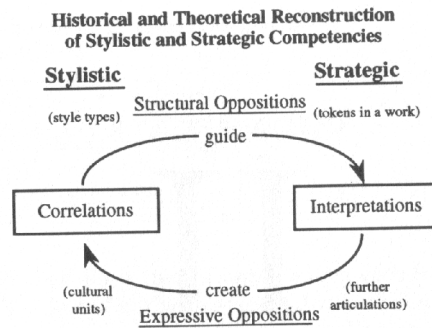 Historical and Theoretical Reconstruction
of Stylistic and Strategic Competencies
Stylistic Strategic
Structural Oppositions
(style types) (tokens in a work)
guide
Correlations Interpretations
create
(cultural
units)
(further
articulations)
Expressive Oppositions